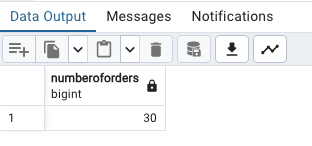 Data Output Messages Notifications
numberoforders
bigint
1 30